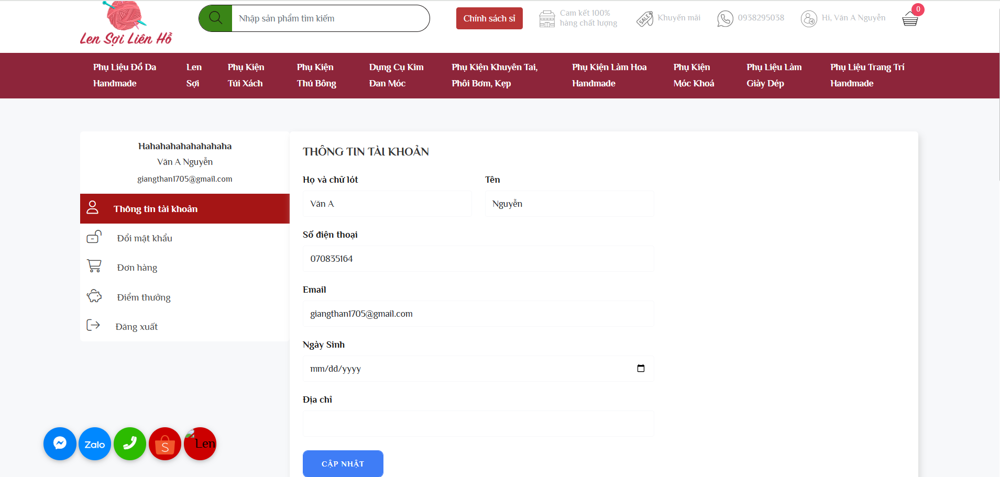 Len Sợi Liên Hồ
Nhập sản phẩm tìm kiếm
Chính sách sỉ
Cam kết 100%
hàng chất lượng
SALE
Khuyến mãi
0938295038
Hi, Văn A Nguyễn
0
Phụ Liệu Đồ Da
Handmade
Len
Sợi
Phụ Kiện
Túi Xách
Phụ Kiện
Thú Bông
Dụng Cụ Kim
Đan Móc
Phụ Kiện Khuyên Tai,
Phôi Bơm, Kẹp
Phụ Kiện Làm Hoa
Handmade
Phụ Kiện
Móc Khoá
Phụ Liệu Làm
Giày Dép
Phụ Liệu Trang Trí
Handmade
Hahahahahahahahaha
Văn A Nguyễn
giangthan1705@gmail.com
Thông tin tài khoản
Đổi mật khẩu
Đơn hàng
Điểm thưởng
Đăng xuất
THÔNG TIN TÀI KHOẢN
Họ và chữ lót
Tên
Văn A
Nguyễn
Số điện thoại
070835164
Email
giangthan1705@gmail.com
Ngày Sinh
mm/dd/yyyy
Địa chỉ
CẬP NHẬT
Zalo
S
Len